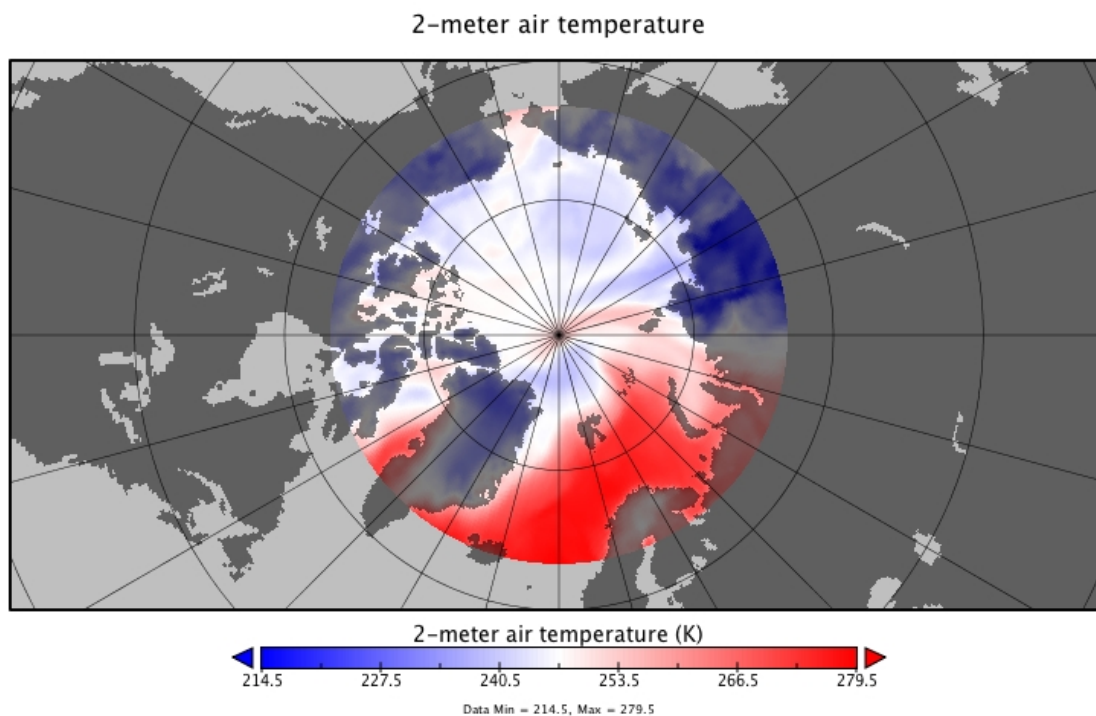 2-meter air temperature
2-meter air temperature (K)
214.5 227.5 240.5 253.5 266.5 279.5
Data Min = 214.5, Max = 279.5